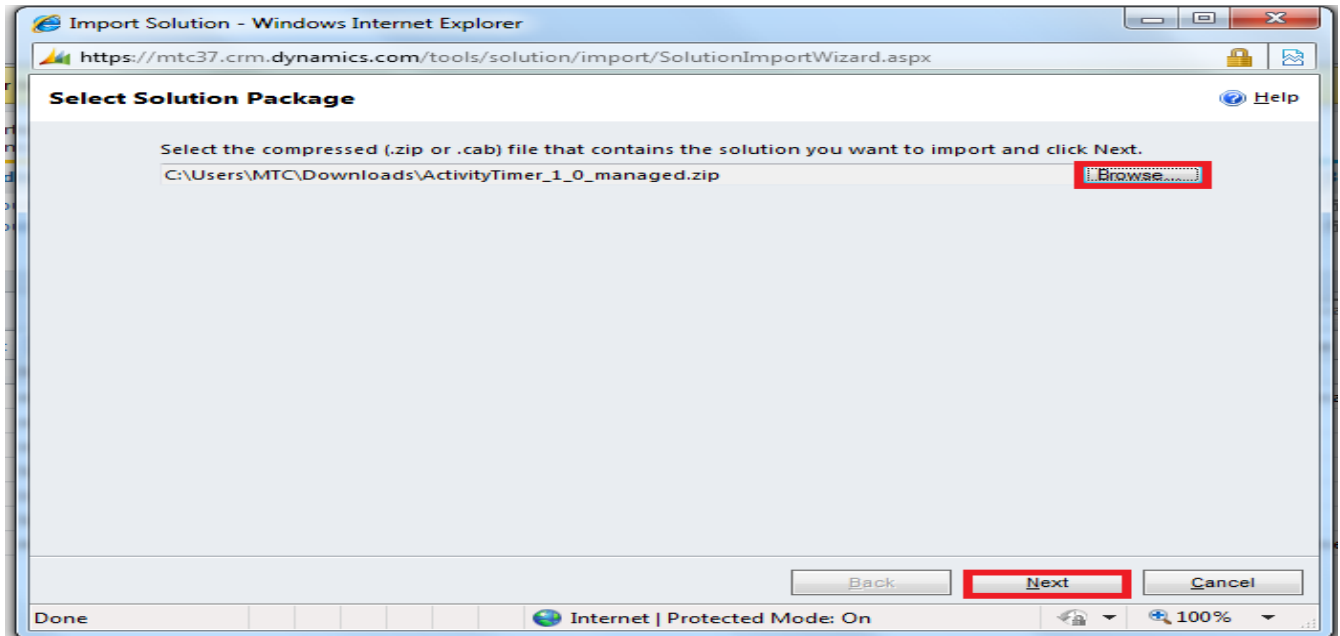 Import Solution - Windows Internet Explorer
https://mtc37.crm.dynamics.com/tools/solution/import/SolutionImportWizard.aspx
Select Solution Package
Help
Select the compressed (.zip or .cab) file that contains the solution you want to import and click Next.
C:\Users\MTC\Downloads\ActivityTimer_1_0_managed.zip
Browse...
Back
Next
Cancel
Done
Internet | Protected Mode: On
100%